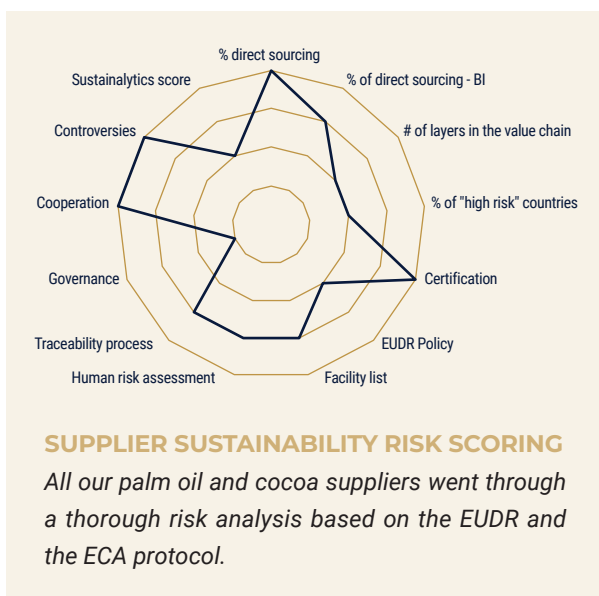 % direct sourcing
Sustainalytics score
% of direct sourcing - BI
Controversies
# of layers in the value chain
Cooperation
% of "high risk" countries
Governance
Certification
Traceability process
EUDR Policy
Human risk assessment
Facility list
SUPPLIER SUSTAINABILITY RISK SCORING
All our palm oil and cocoa suppliers went through
a thorough risk analysis based on the EUDR and
the ECA protocol.